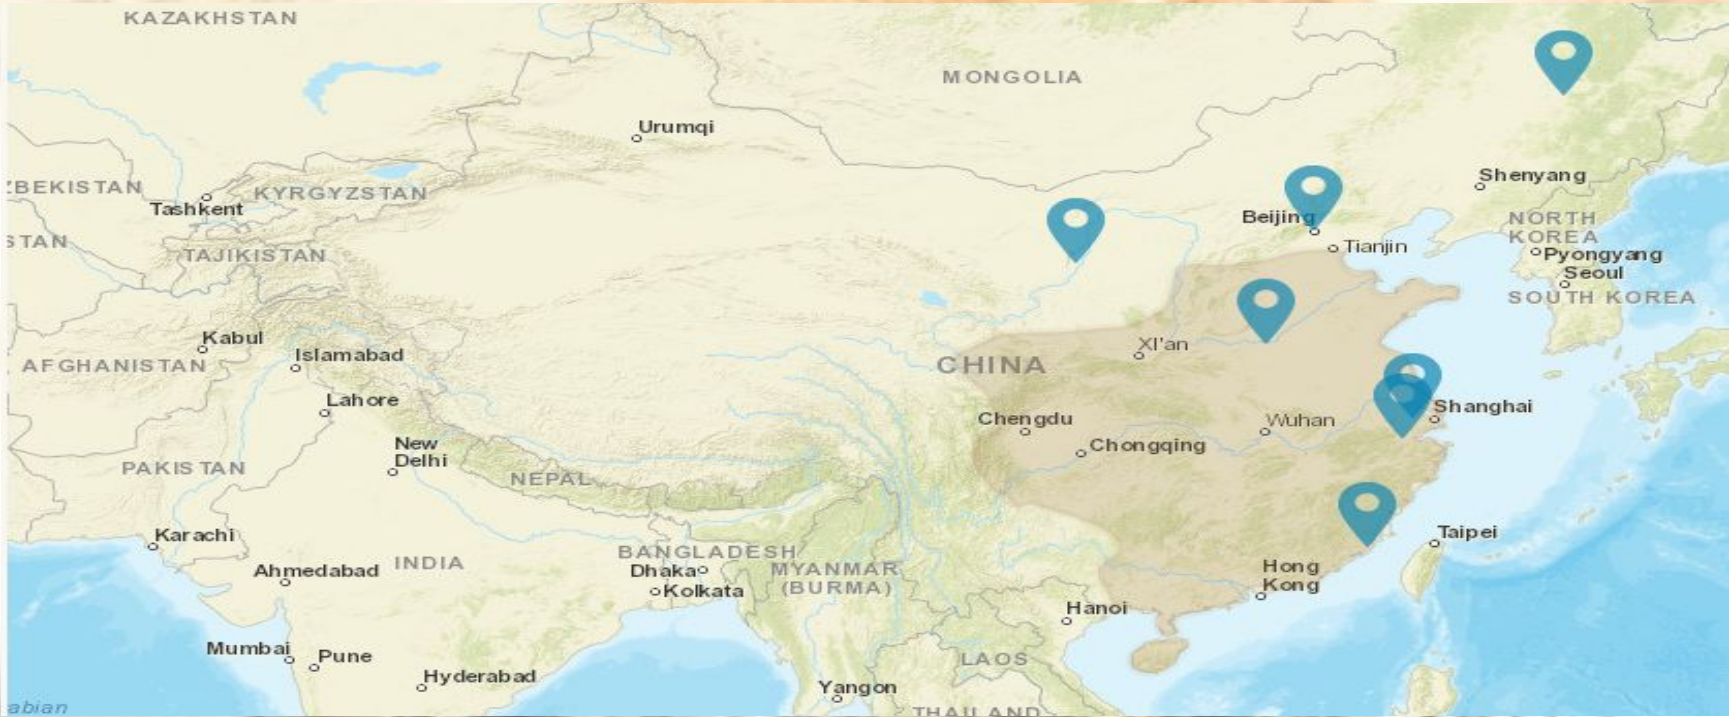 KAZAKHSTAN
MONGOLIA
Urumqi
ZBEKISTAN
KYRGYZSTAN
Tashkent
Shenyang
Beijing
Tianjin
NORTH
KOREA
Pyongyang
Seoul
SOUTH KOREA
STAN
TAJIKISTAN
Kabul
Islamabad
AFGHANISTAN
Lahore
CHINA
XI'an
Chengdu
Chongqing
Wuhan
Shanghai
New
Delhi
PAKISTAN
NEPAL
Karachi
Ahmedabad
INDIA
BANGLADESH
Dhaka
Kolkata
MYANMAR
(BURMA)
Hong
Kong
Taipei
Hanoi
Mumbai
Pune
Hyderabad
LAOS
Yangon
THAILAND
abian